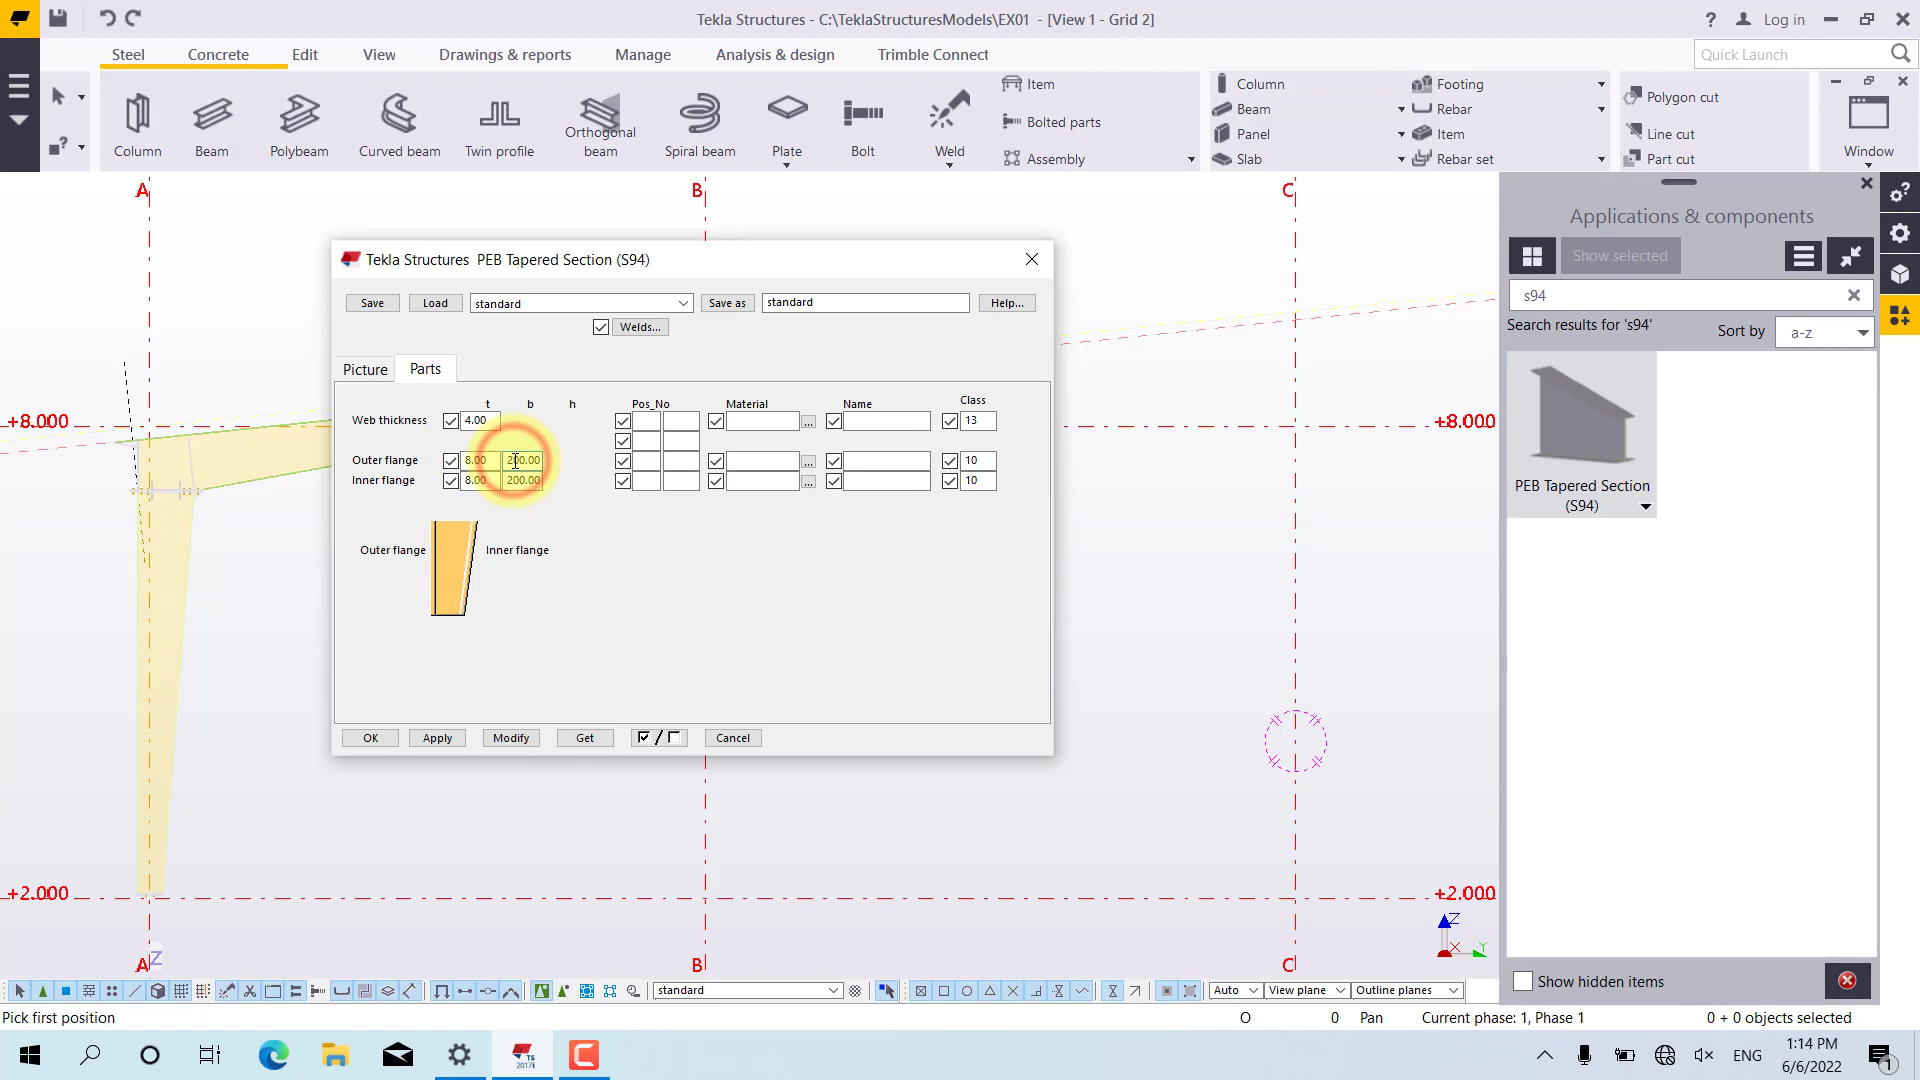 Tekla Structures - C:\TeklaStructuresModels\EX01 - [View 1 - Grid 2]
? Log in
Steel Concrete Edit View Drawings & reports Manage Analysis & design Trimble Connect
Quick Launch
Column
Beam
Polybeam
Curved beam
Twin profile
Orthogonal
beam
Spiral beam
Plate
Bolt
Weld
Item
Bolted parts
Assembly
Column
Beam
Panel
Slab
Footing
Rebar
Item
Rebar set
Polygon cut
Line cut
Part cut
Window
A
B
C
+8.000
+8.000
+2.000
+2.000
A
B
C
Z
Z
X
Y
Tekla Structures PEB Tapered Section (S94)
Save Load standard Save as standard Help...
Welds...
Picture Parts
t b h Pos_No Material Name Class
Web thickness 4.00 ... 13
Outer flange 8.00 200.00 ... 10
Inner flange 8.00 200.00 ... 10
Outer flange Inner flange
OK Apply Modify Get / Cancel
Applications & components
Show selected
s94
Search results for 's94' Sort by a-z
PEB Tapered Section
(S94)
Show hidden items
standard
Auto View plane Outline planes
Pick first position O 0 Pan Current phase: 1, Phase 1 0 + 0 objects selected
TS
2017i
ENG
1:14 PM
6/6/2022
1